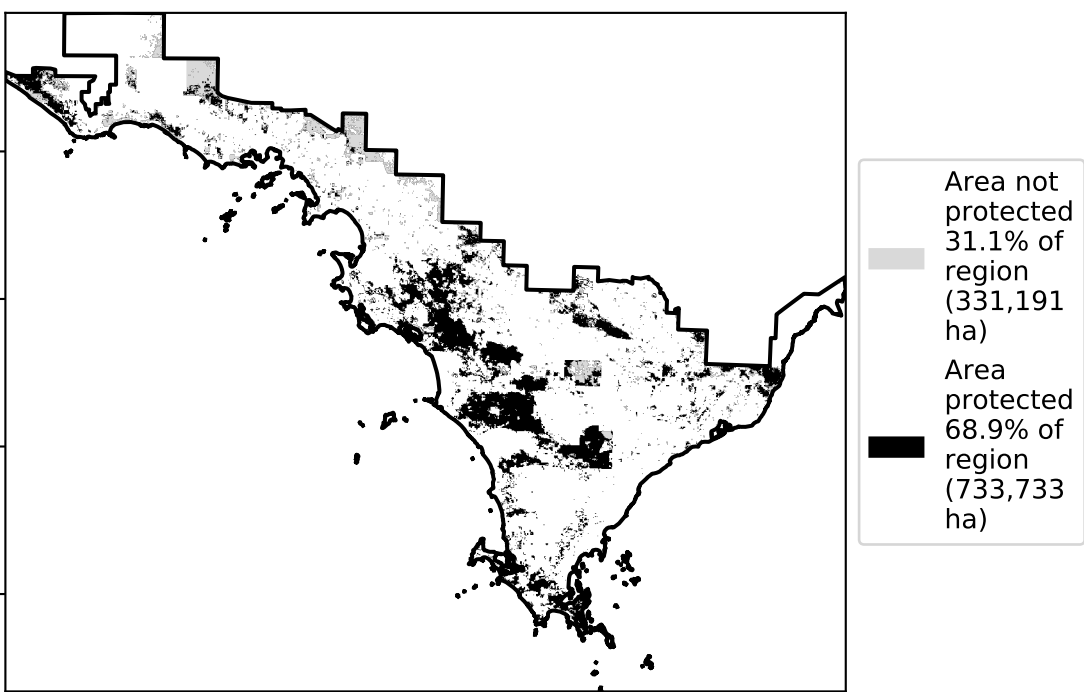 Area not
protected
31.1% of
region
(331,191
ha)
Area
protected
68.9% of
region
(733,733
ha)